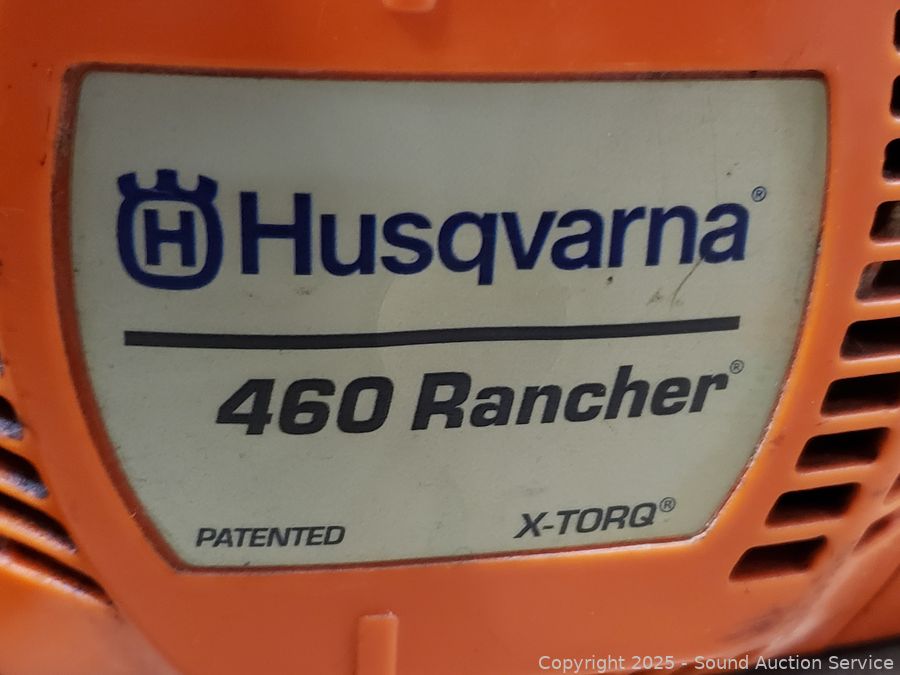 H Husqvarna®
460 Rancher®
PATENTED
X-TORQ®
Copyright 2025 - Sound Auction Service